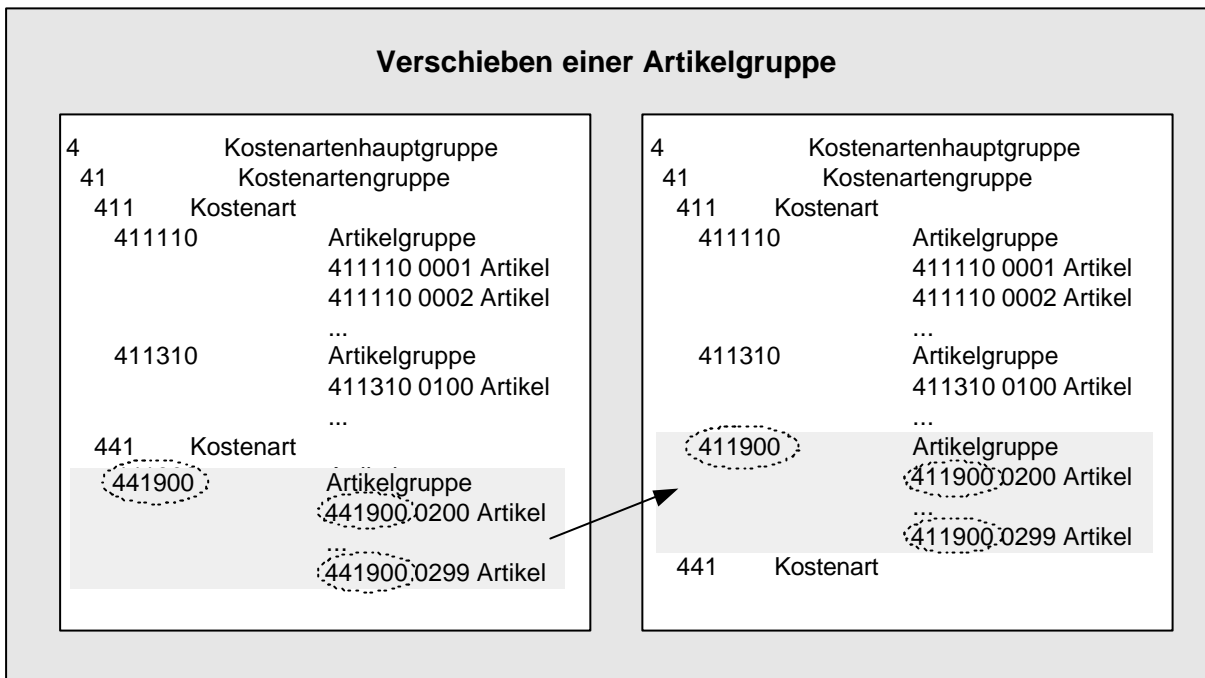 Verschieben einer Artikelgruppe
4 Kostenartenhauptgruppe
41 Kostenartengruppe
411 Kostenart
411110 Artikelgruppe
411110 0001 Artikel
411110 0002 Artikel
...
411310 Artikelgruppe
411310 0100 Artikel
...
441 Kostenart
441900 Artikelgruppe
441900 0200 Artikel
...
441900 0299 Artikel
4 Kostenartenhauptgruppe
41 Kostenartengruppe
411 Kostenart
411110 Artikelgruppe
411110 0001 Artikel
411110 0002 Artikel
...
411310 Artikelgruppe
411310 0100 Artikel
...
411900 Artikelgruppe
411900 0200 Artikel
...
411900 0299 Artikel
441 Kostenart